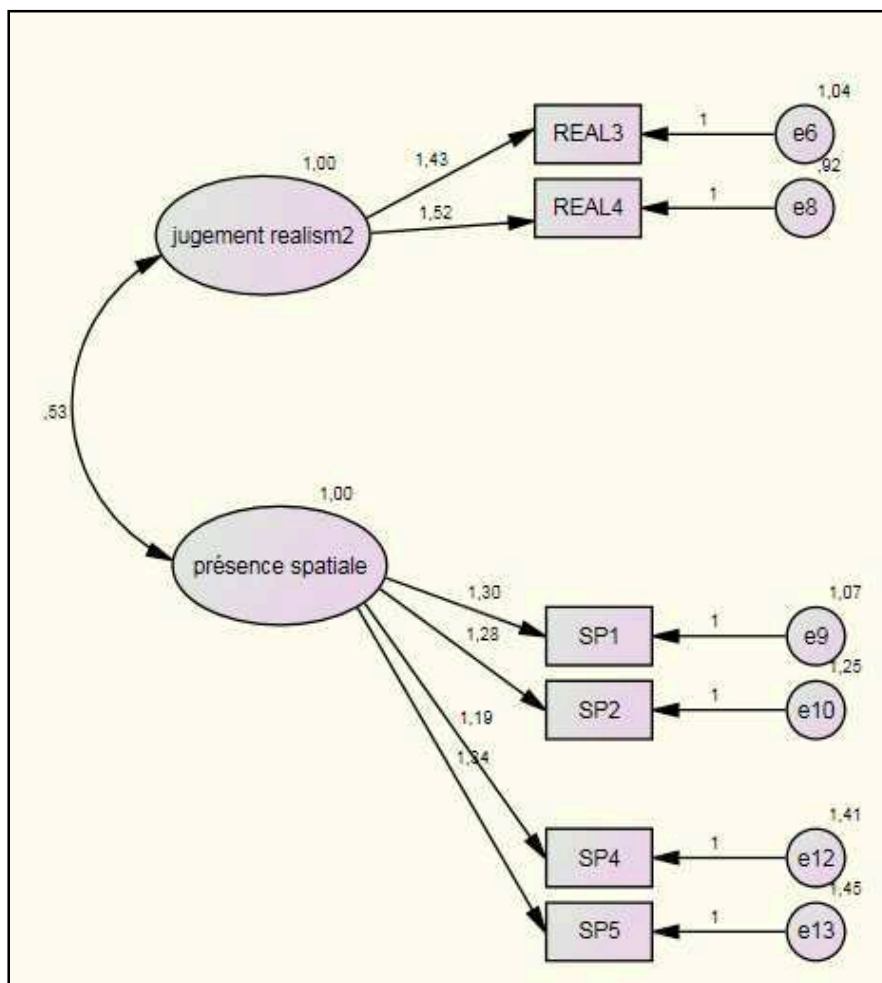 1,04
1,00
1,43
REAL3
1
e6
,92
jugement realism2
1,52
REAL4
1
e8
,53
1,00
présence spatiale
1,30
1,07
SP1
1
e9
1,28
1,25
SP2
1
e10
1,19
1,34
1,41
SP4
1
e12
1,45
SP5
1
e13